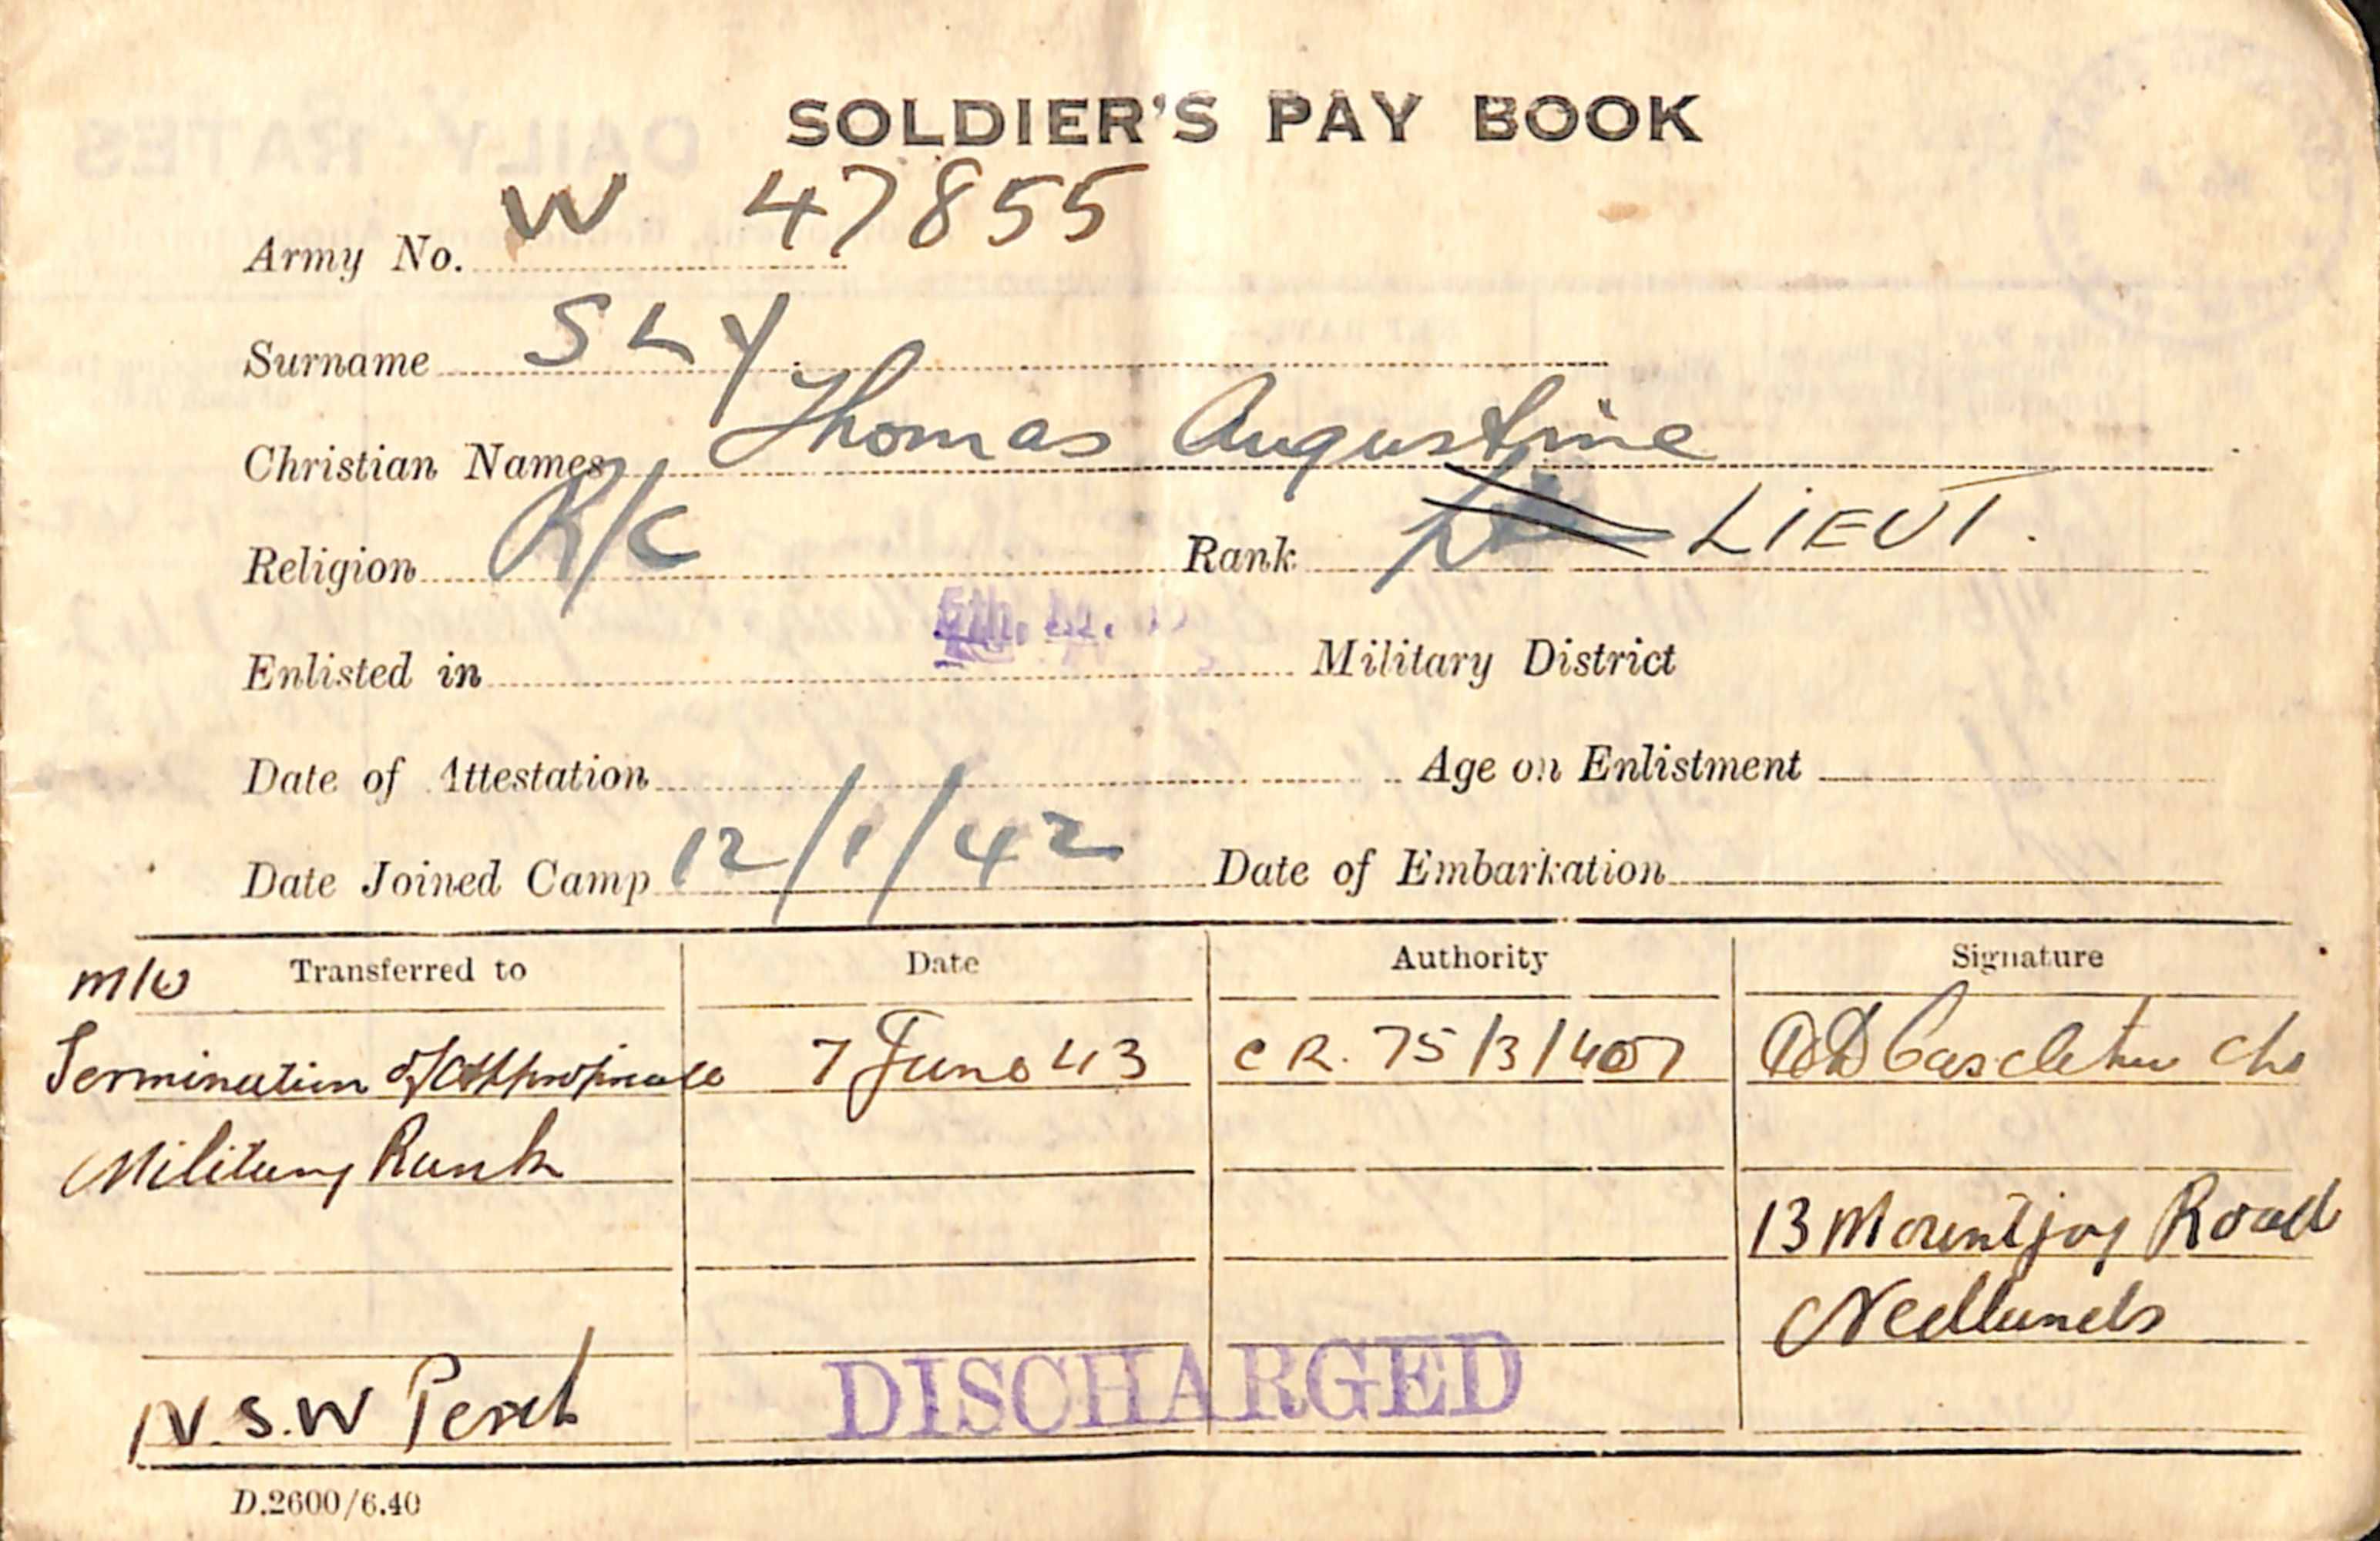 SOLDIER'S PAY BOOK
Army No. W 47855
Surname SLY
Christian Names Thomas Augustine
Religion R/C Rank LIEUT.
Enlisted in 5th. Military District
Date of Attestation Age on Enlistment
Date Joined Camp 12/1/42 Date of Embarkation
Transferred to Date Authority Signature
Termination of Appropriate 7 June 43 CR. 75/3/407
Military Rank
13 Mountjoy Road
Nedlands
N.S.W Perth DISCHARGED
D.2600/6.40